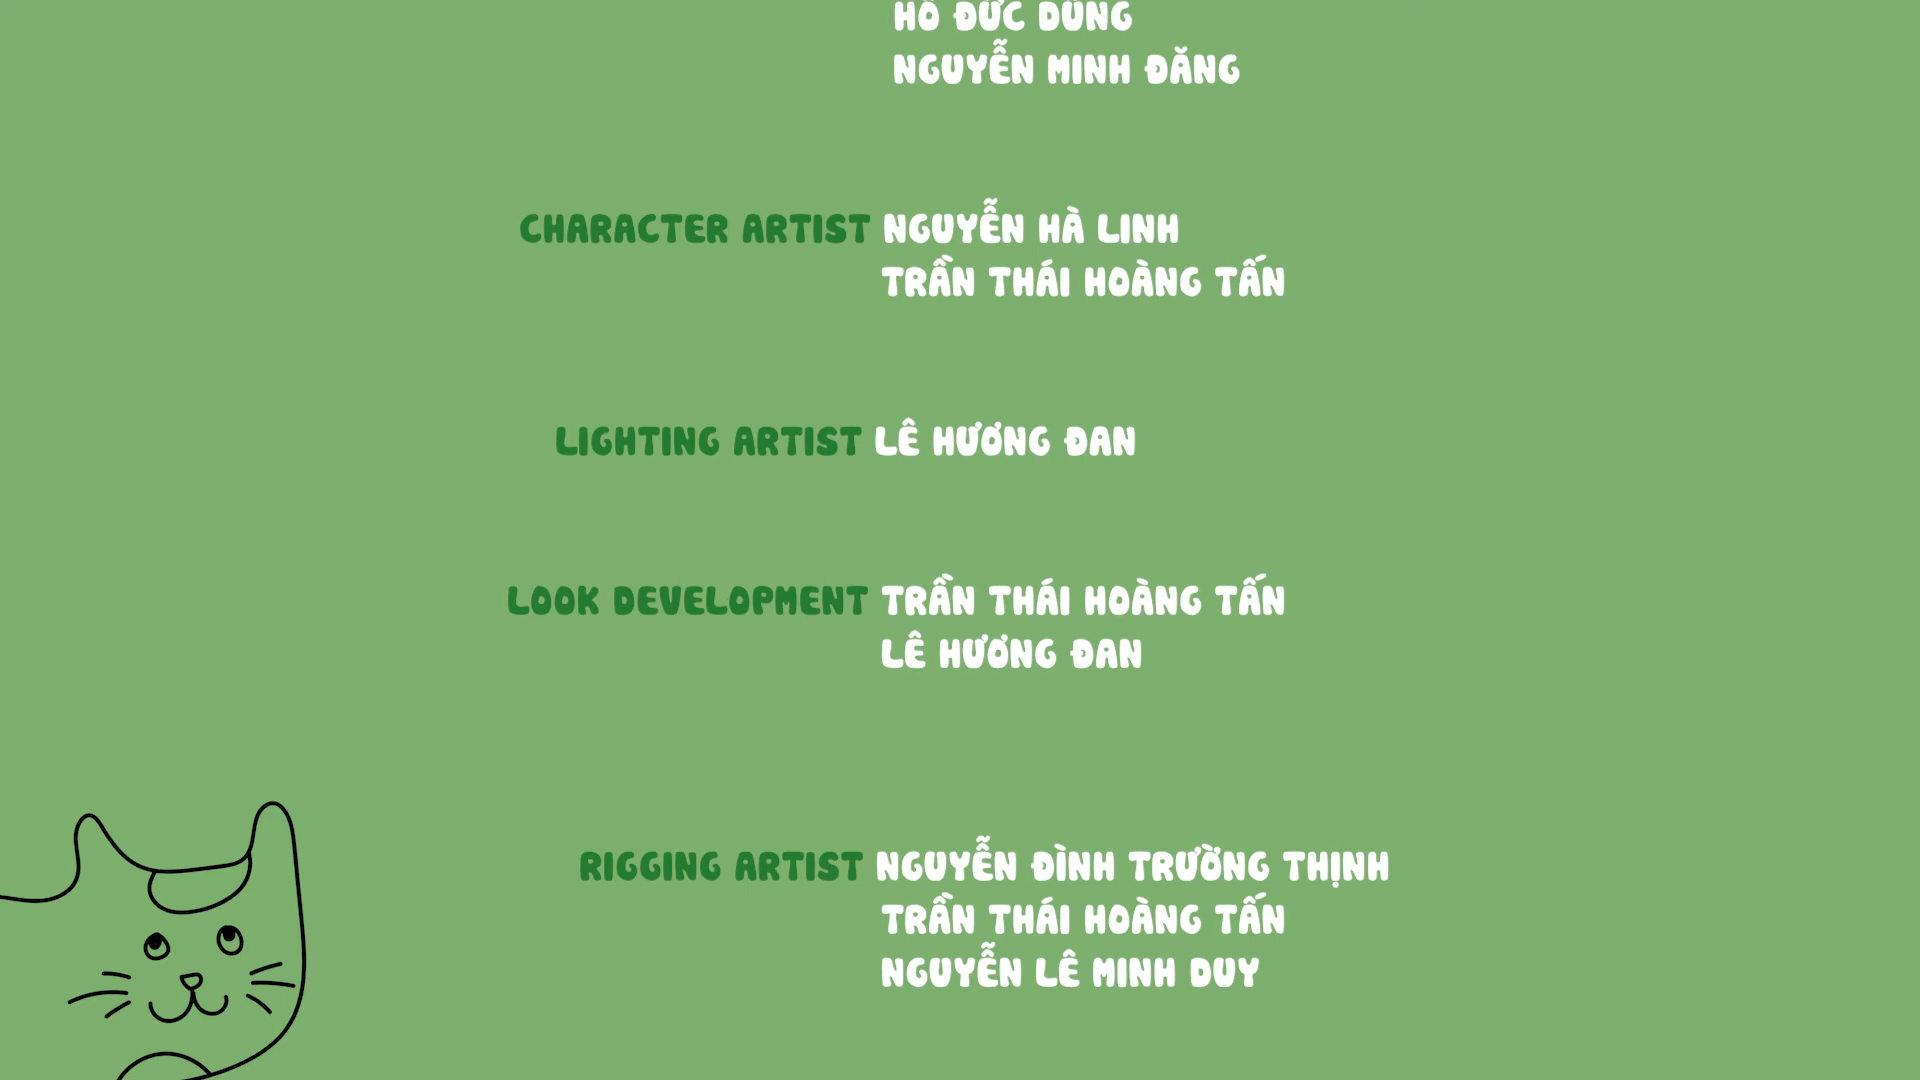 HỒ ĐỨC DŨNG
NGUYỄN MINH ĐĂNG
CHARACTER ARTIST NGUYỄN HÀ LINH
TRẦN THÁI HOÀNG TẤN
LIGHTING ARTIST LÊ HƯƠNG ĐAN
LOOK DEVELOPMENT TRẦN THÁI HOÀNG TẤN
LÊ HƯƠNG ĐAN
RIGGING ARTIST NGUYỄN ĐÌNH TRƯỜNG THỊNH
TRẦN THÁI HOÀNG TẤN
NGUYỄN LÊ MINH DUY